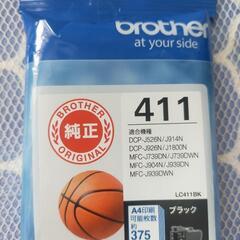 brother
at your side
411
BROTHER
純正
ORIGINAL
適合機種
DCP-J526N/J914N
DCP-J926N/J1800N
MFC-J739DN/J739DWN
MFC-J904N/J939DN
MFC-J939DWN
LC411BK
A4印刷
可能枚数
約
375
ブラック